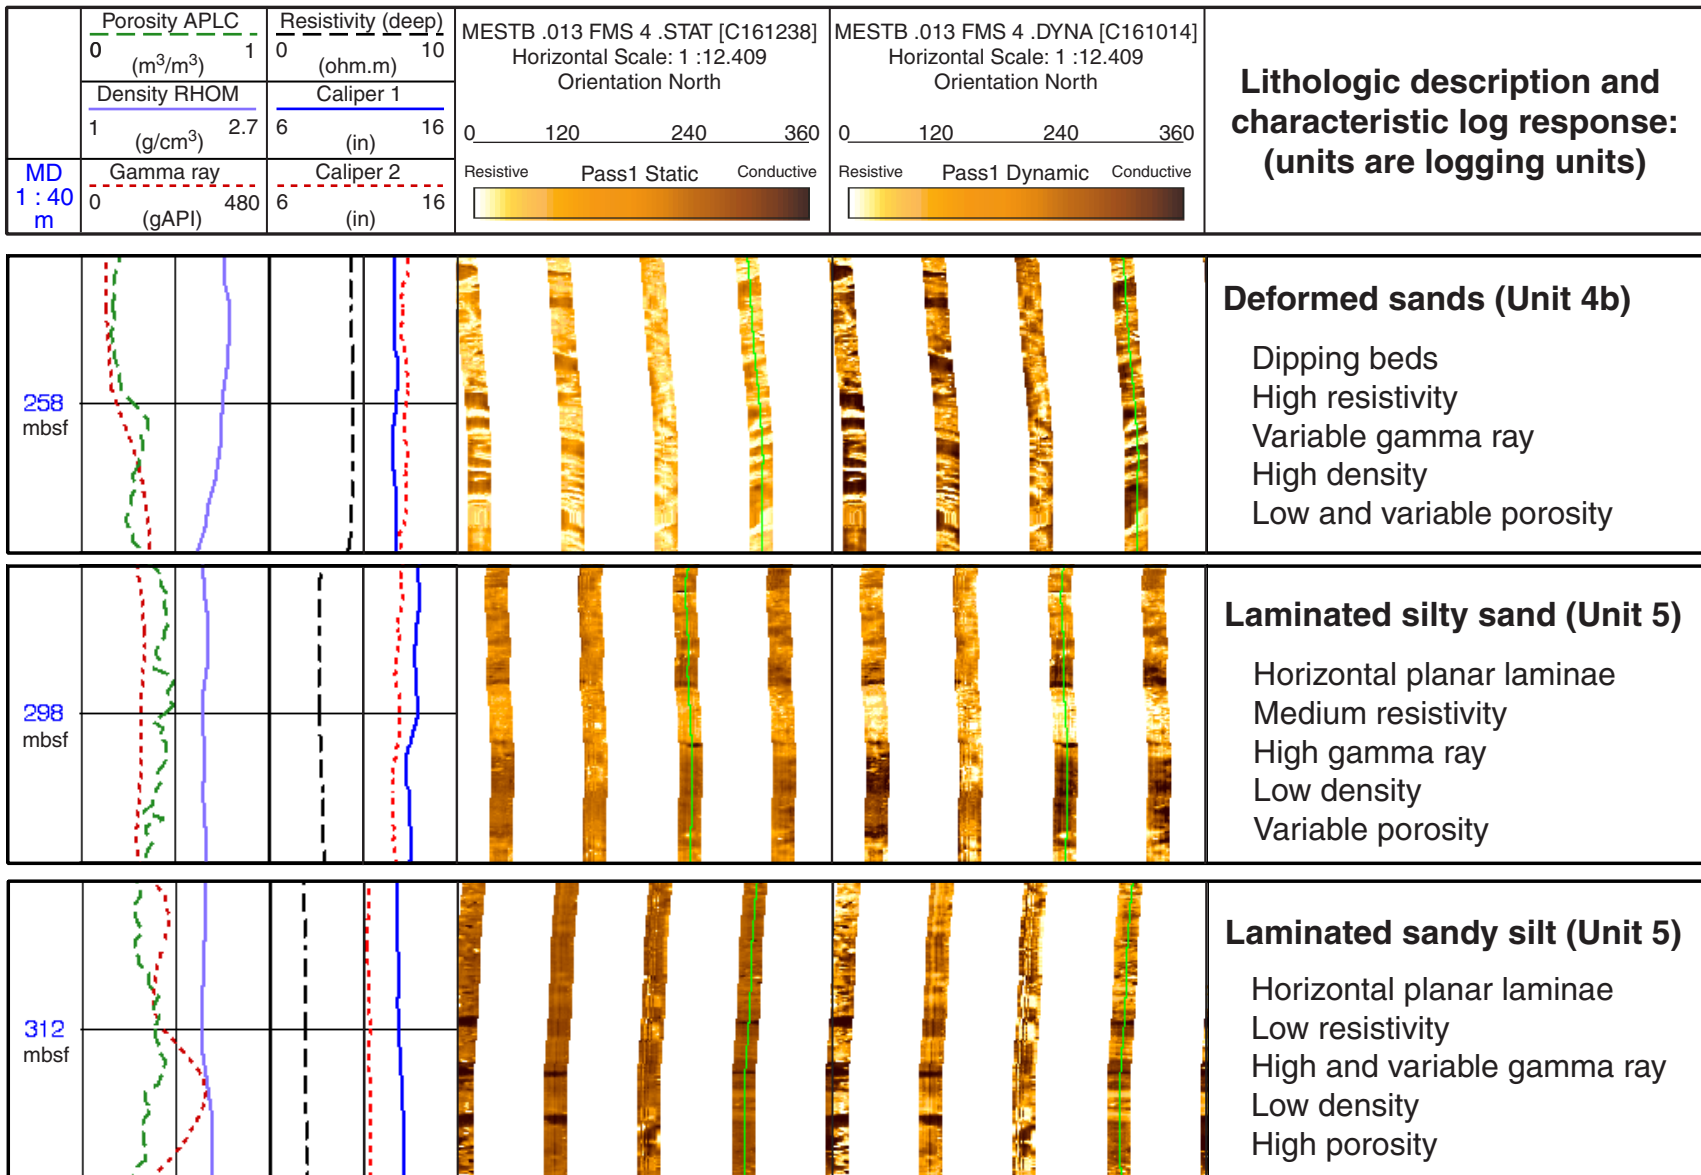 Porosity APLC
0 1
(m³/m³)
Density RHOM
1 2.7
(g/cm³)
MD
1 : 40
m
Gamma ray
0 480
(gAPI)
Resistivity (deep)
0 10
(ohm.m)
Caliper 1
6 16
(in)
Caliper 2
6 16
(in)
MESTB .013 FMS 4 .STAT [C161238]
Horizontal Scale: 1 :12.409
Orientation North
0 120 240 360
Resistive Pass1 Static Conductive
MESTB .013 FMS 4 .DYNA [C161014]
Horizontal Scale: 1 :12.409
Orientation North
0 120 240 360
Resistive Pass1 Dynamic Conductive
Lithologic description and
characteristic log response:
(units are logging units)
258
mbsf
Deformed sands (Unit 4b)
Dipping beds
High resistivity
Variable gamma ray
High density
Low and variable porosity
298
mbsf
Laminated silty sand (Unit 5)
Horizontal planar laminae
Medium resistivity
High gamma ray
Low density
Variable porosity
312
mbsf
Laminated sandy silt (Unit 5)
Horizontal planar laminae
Low resistivity
High and variable gamma ray
Low density
High porosity